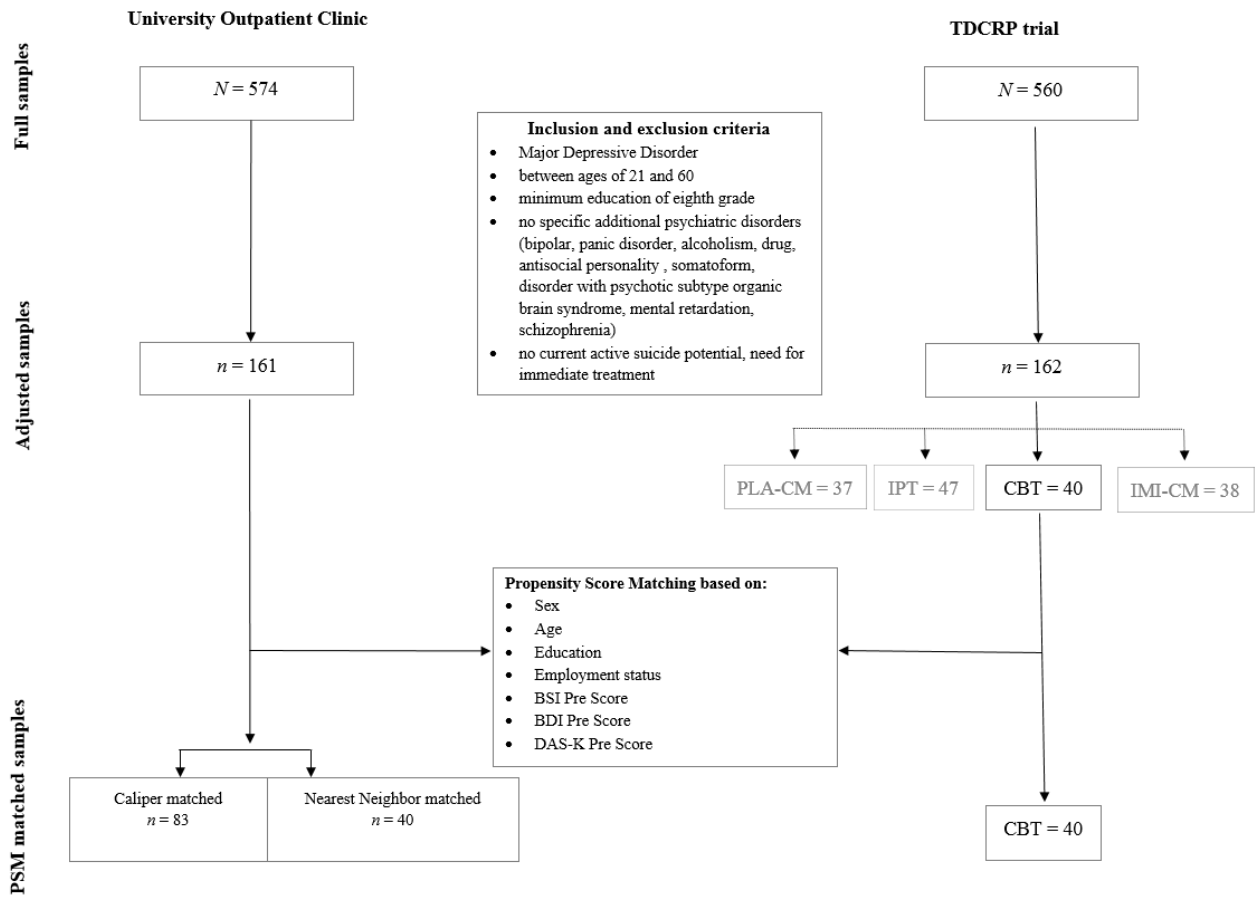 University Outpatient Clinic
TDCRP trial
Full samples
N = 574
N = 560
Inclusion and exclusion criteria
• Major Depressive Disorder
• between ages of 21 and 60
• minimum education of eighth grade
• no specific additional psychiatric disorders
(bipolar, panic disorder, alcoholism, drug,
antisocial personality , somatoform,
disorder with psychotic subtype organic
brain syndrome, mental retardation,
schizophrenia)
• no current active suicide potential, need for
immediate treatment
Adjusted samples
n = 161
n = 162
PLA-CM = 37
IPT = 47
CBT = 40
IMI-CM = 38
Propensity Score Matching based on:
• Sex
• Age
• Education
• Employment status
• BSI Pre Score
• BDI Pre Score
• DAS-K Pre Score
PSM matched samples
Caliper matched
n = 83
Nearest Neighbor matched
n = 40
CBT = 40